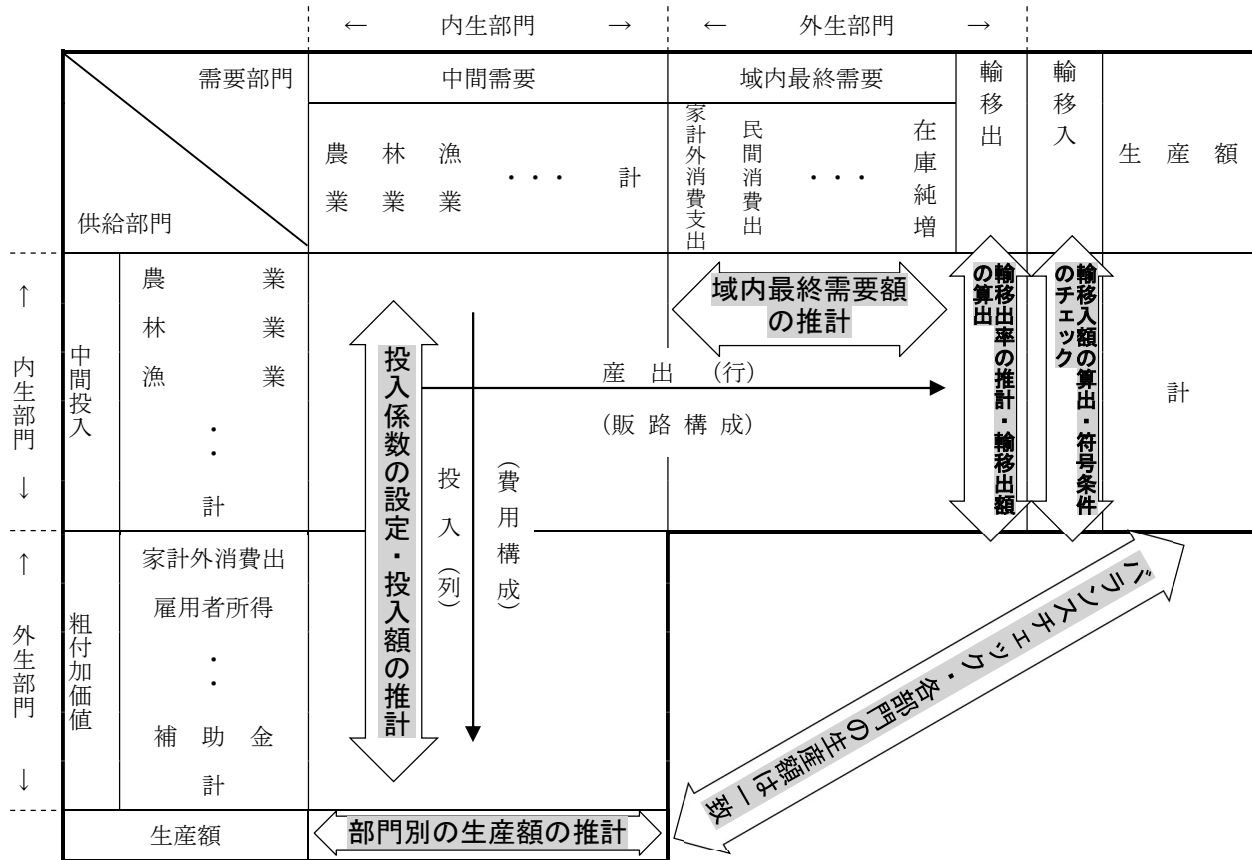 ← 内生部門 →
← 外生部門 →
需要部門
供給部門
中間需要
域内最終需要
輸移出
輸移入
生産額
農業
林業
漁業
・・・
計
家計外消費支出
民間消費出
・・・
在庫純増
↑ 内生部門 ↓
中間投入
農業
林業
漁業
・
・
計
投入係数の設定・投入額の推計
域内最終需要額
の推計
産出(行)
(販路構成)
投入(列)
(費用構成)
輸移出率の推計・輸移出額
の算出
輸移入額の算出・符号条件
のチェック
計
↑ 外生部門 ↓
粗付加価値
家計外消費出
雇用者所得
・
・
補助金
計
バランスチェック・各部門の生産額は一致
生産額
部門別の生産額の推計